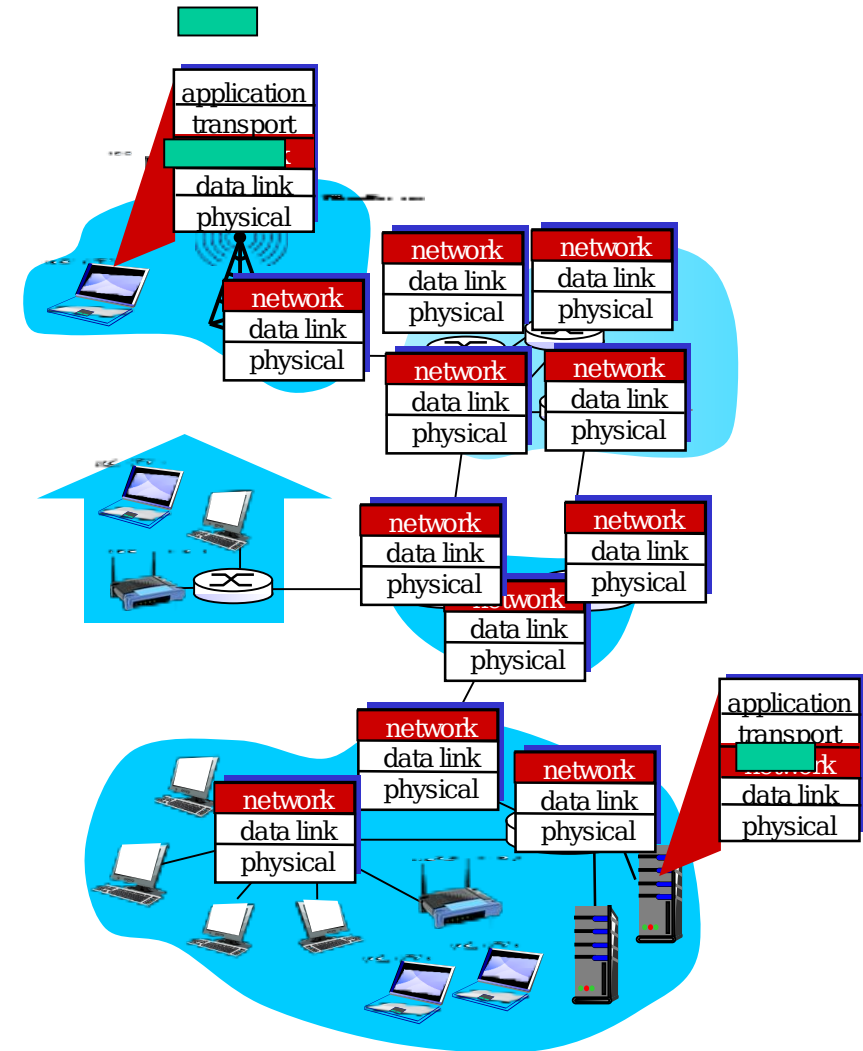 application
transport
k
data link
physical
network
data link
physical
network
data link
physical
network
data link
physical
network
data link
physical
network
data link
physical
network
data link
physical
network
data link
physical
network
data link
physical
network
data link
physical
network
data link
physical
network
data link
physical
application
transport
network
data link
physical